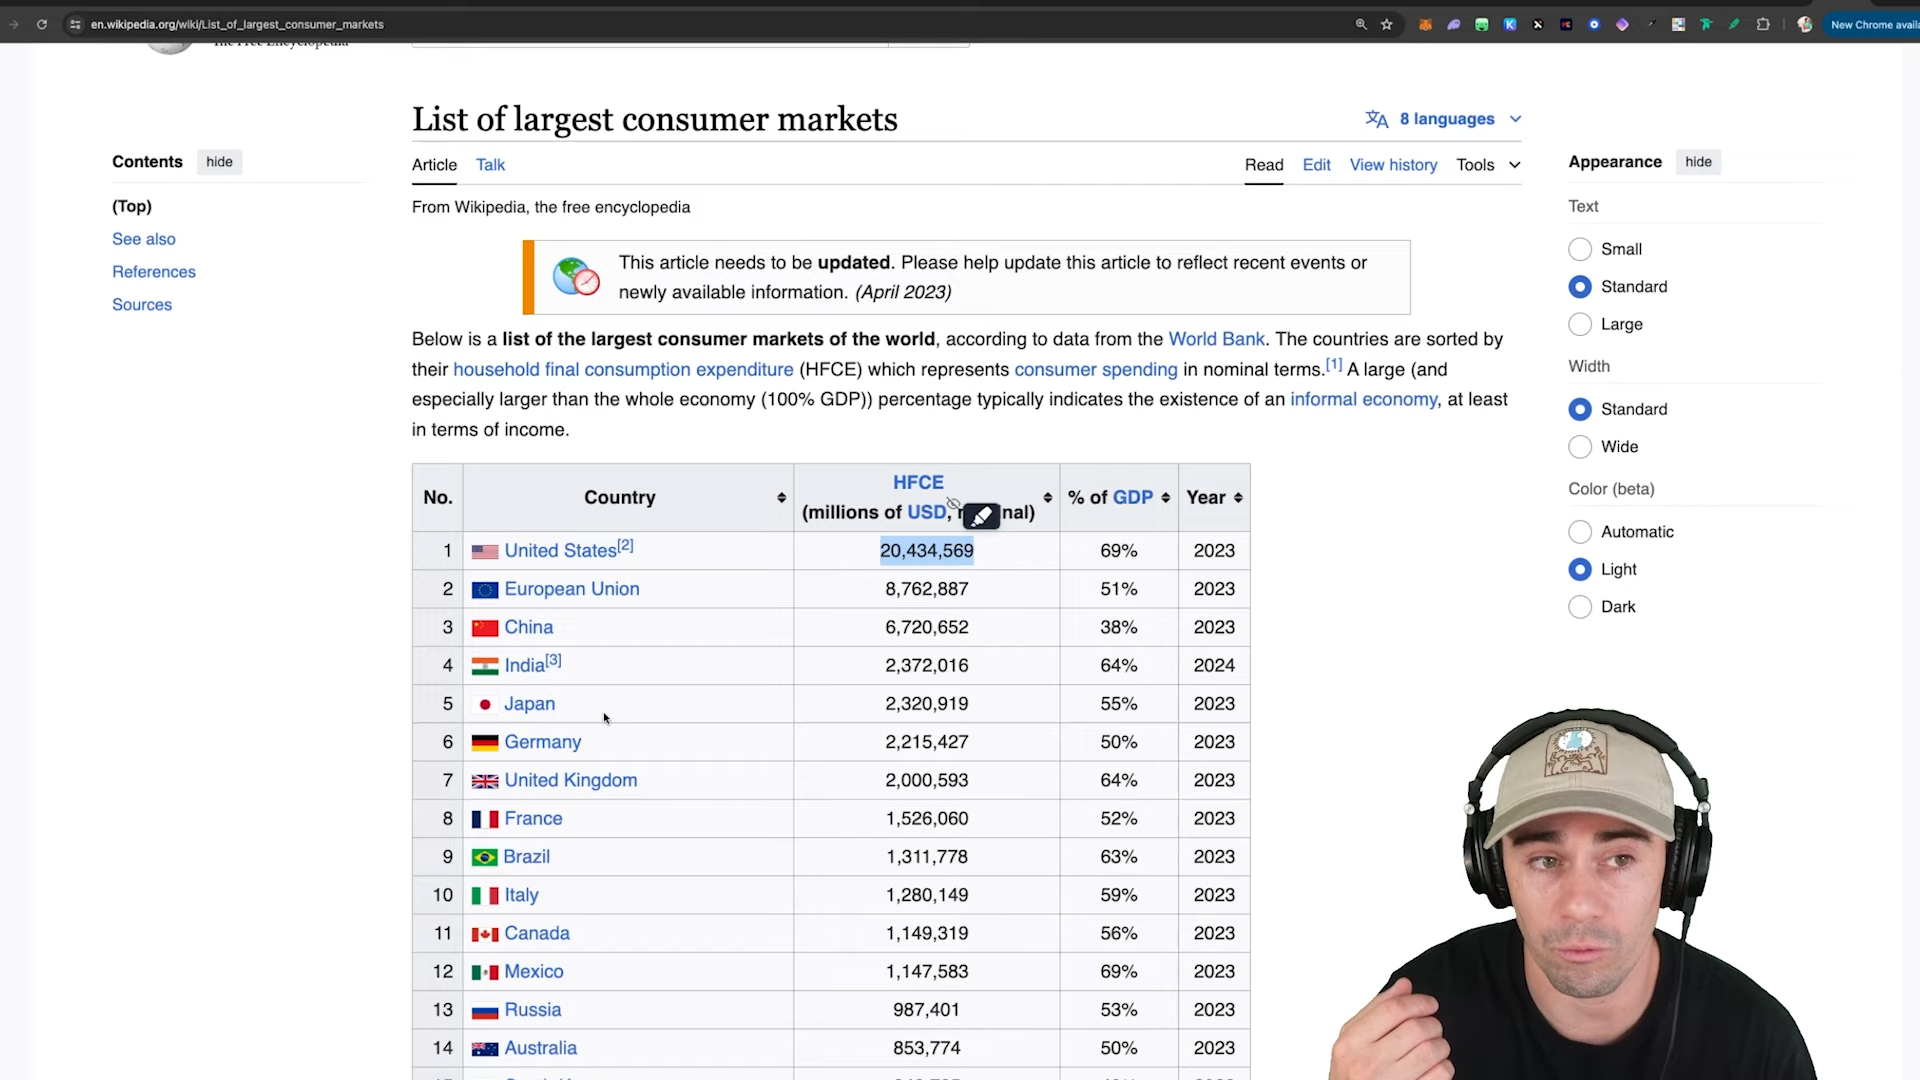 en.wikipedia.org/wiki/List_of_largest_consumer_markets
New Chrome availa
The Free Encyclopedia
List of largest consumer markets
8 languages
Contents hide
(Top)
See also
References
Sources
Article Talk
Read Edit View history Tools
From Wikipedia, the free encyclopedia
This article needs to be updated. Please help update this article to reflect recent events or
newly available information. (April 2023)
Below is a list of the largest consumer markets of the world, according to data from the World Bank. The countries are sorted by
their household final consumption expenditure (HFCE) which represents consumer spending in nominal terms.[1] A large (and
especially larger than the whole economy (100% GDP)) percentage typically indicates the existence of an informal economy, at least
in terms of income.
No. Country HFCE (millions of USD, nal) % of GDP Year
1 United States[2] 20,434,569 69% 2023
2 European Union 8,762,887 51% 2023
3 China 6,720,652 38% 2023
4 India[3] 2,372,016 64% 2024
5 Japan 2,320,919 55% 2023
6 Germany 2,215,427 50% 2023
7 United Kingdom 2,000,593 64% 2023
8 France 1,526,060 52% 2023
9 Brazil 1,311,778 63% 2023
10 Italy 1,280,149 59% 2023
11 Canada 1,149,319 56% 2023
12 Mexico 1,147,583 69% 2023
13 Russia 987,401 53% 2023
14 Australia 853,774 50% 2023
Appearance hide
Text
Small
Standard
Large
Width
Standard
Wide
Color (beta)
Automatic
Light
Dark